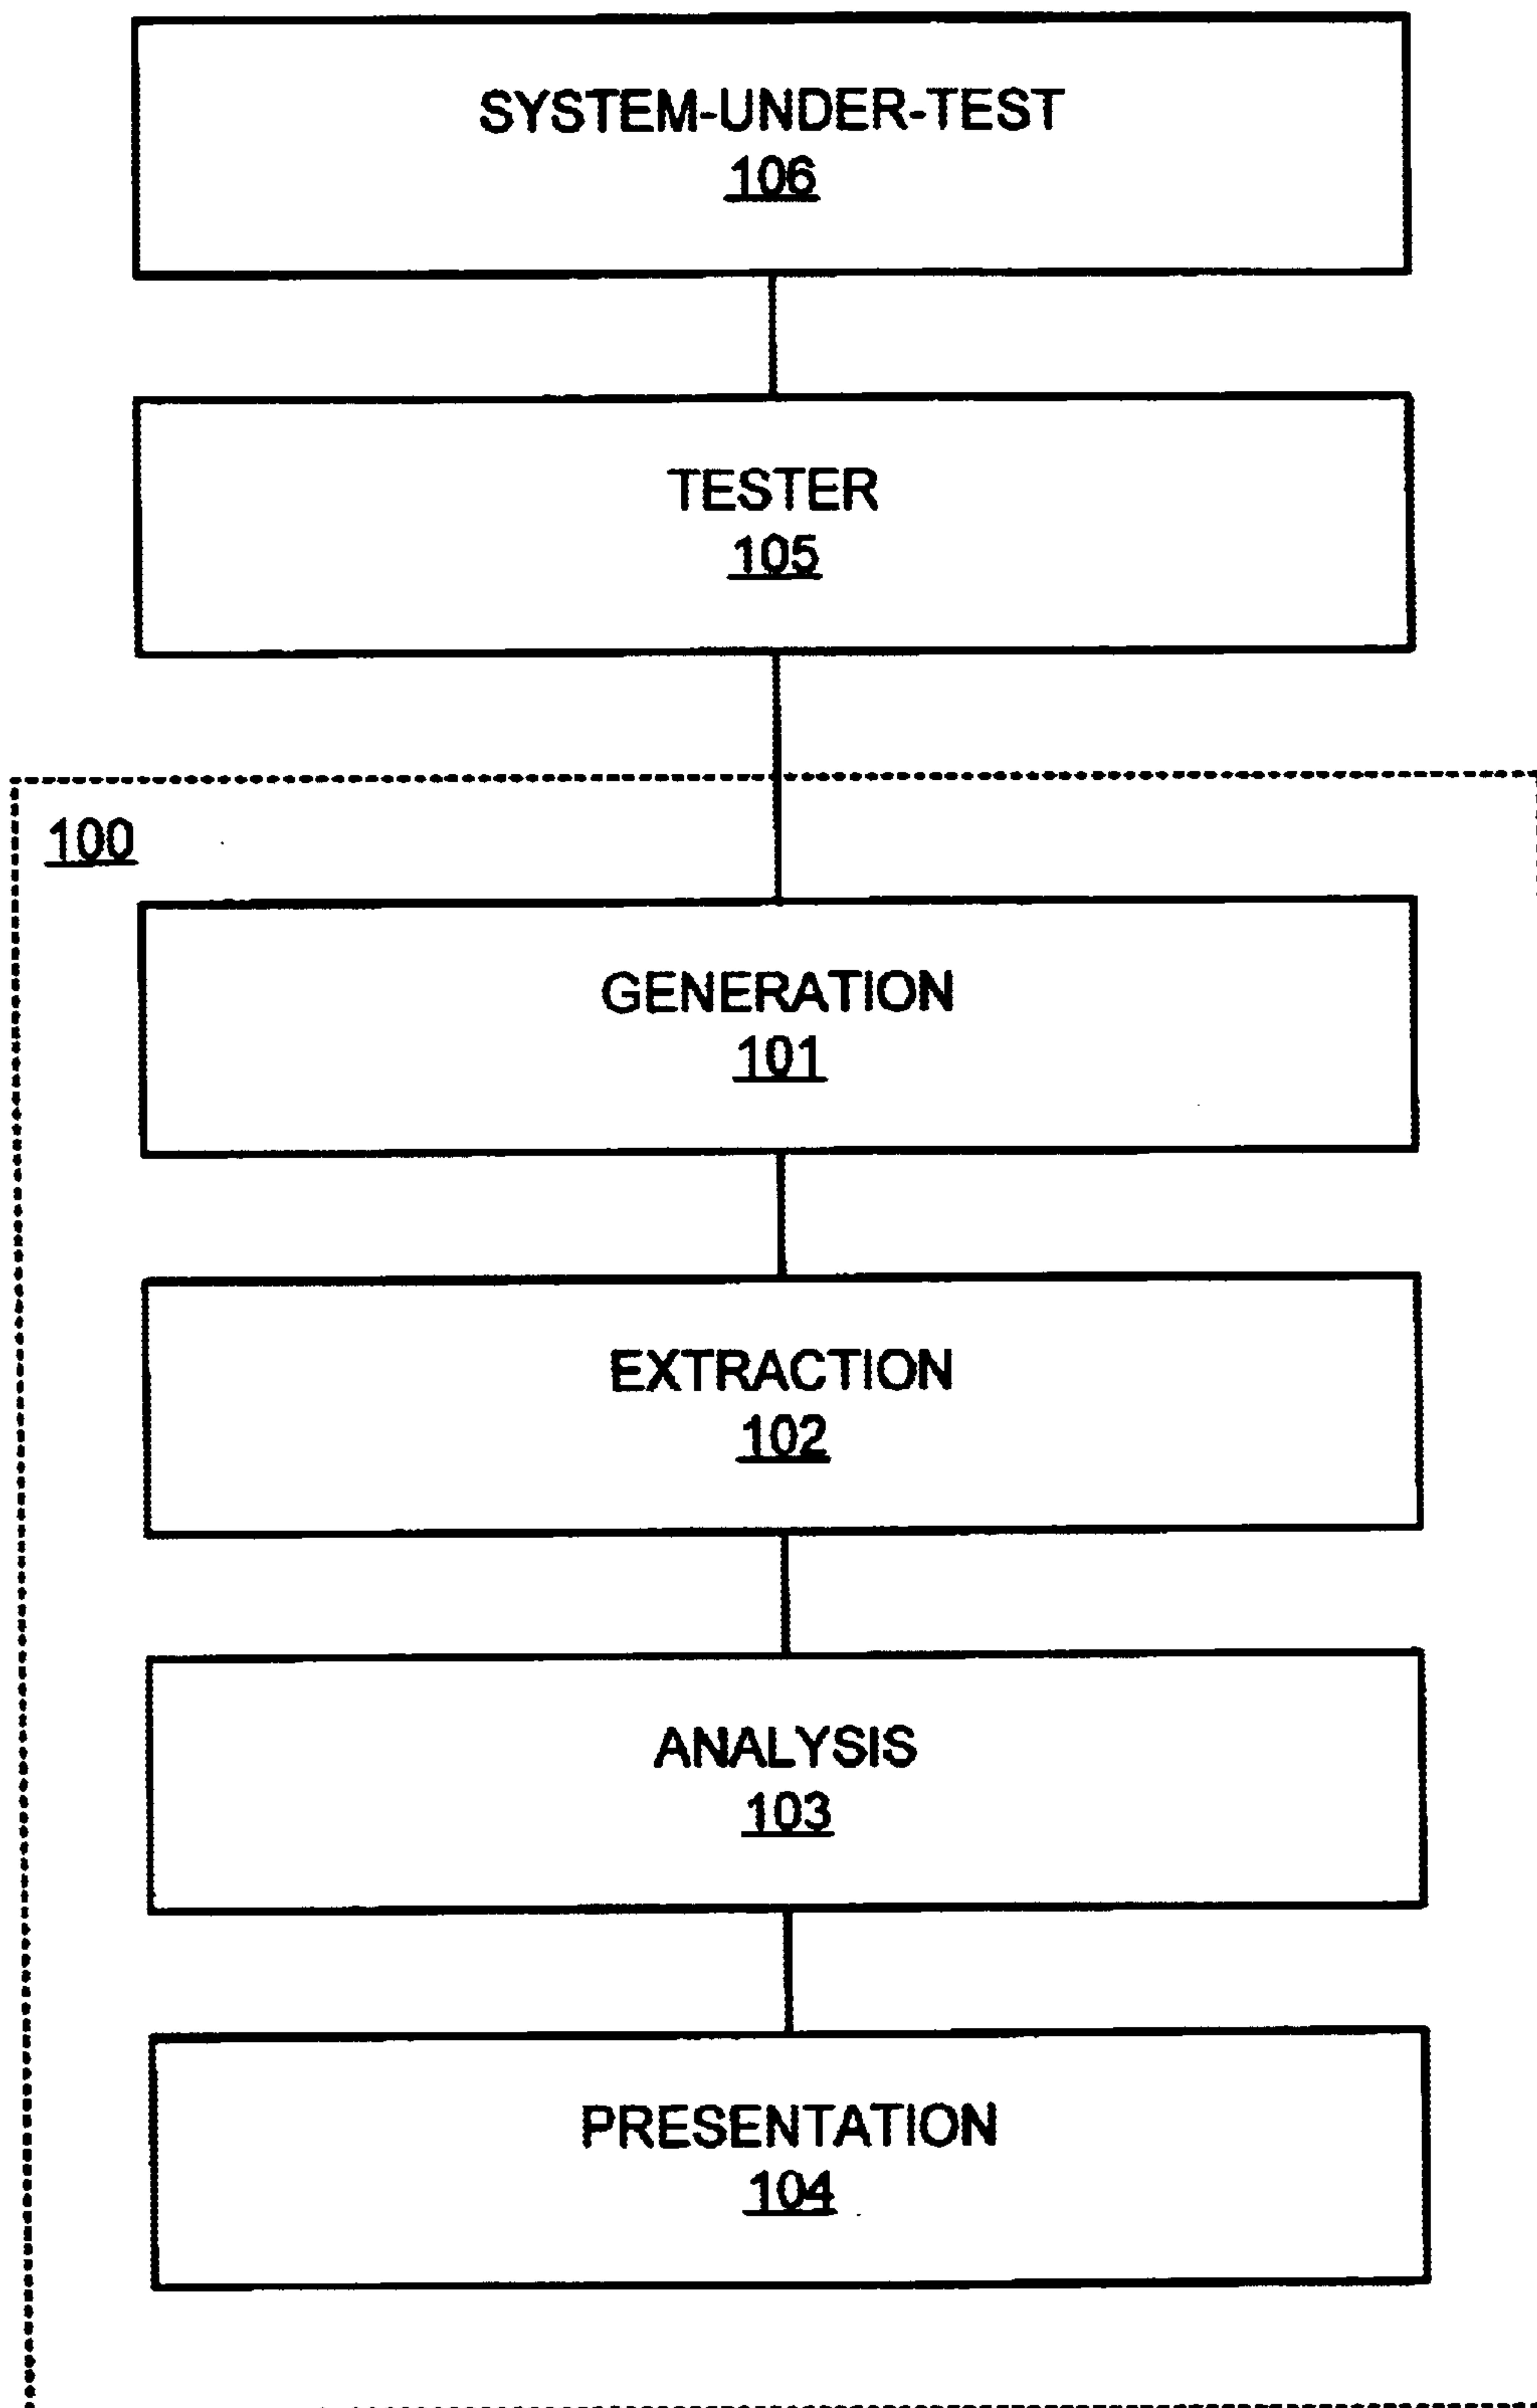 SYSTEM-UNDER-TEST
106
TESTER
105
100
GENERATION
101
EXTRACTION
102
ANALYSIS
103
PRESENTATION
104